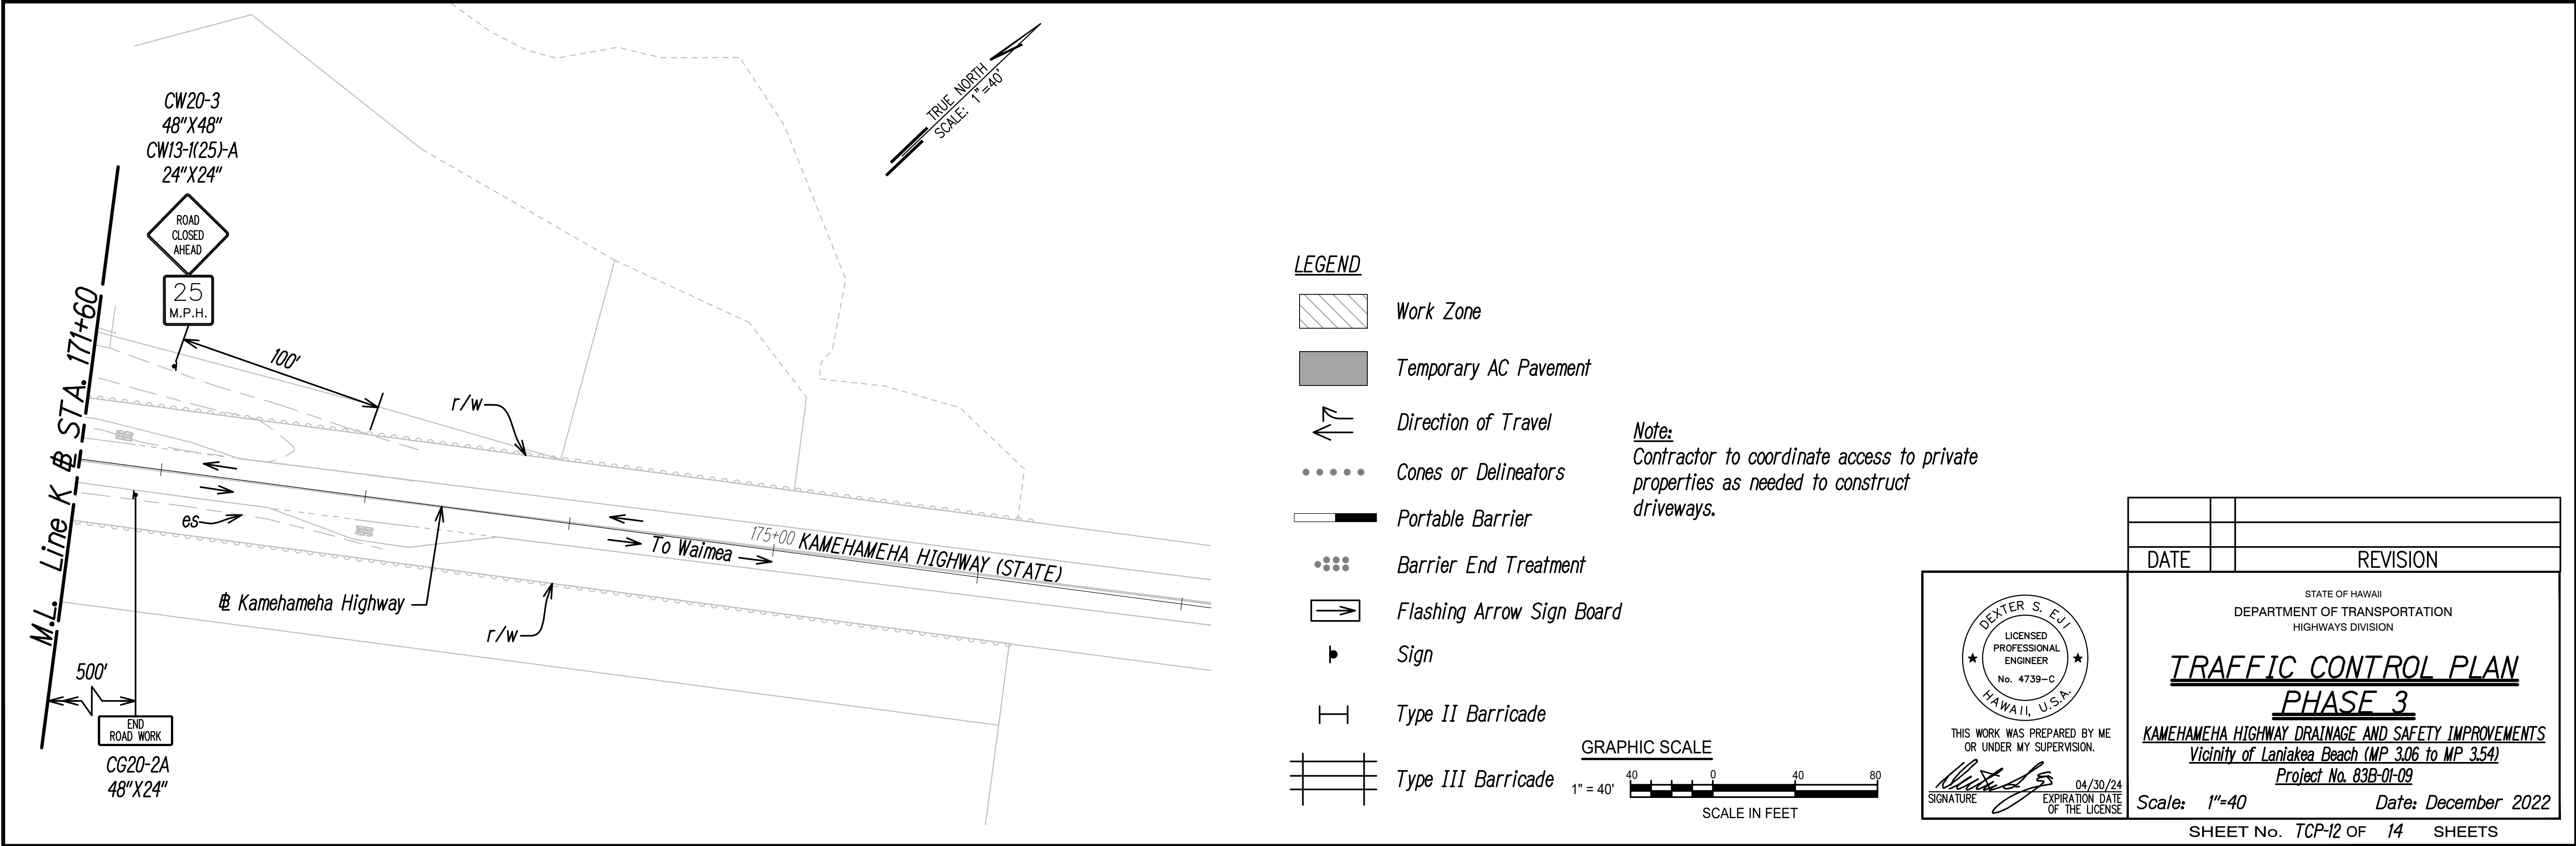 CW20-3
48"X48"
CW13-1(25)-A
24"X24"
ROAD
CLOSED
AHEAD
25
M.P.H.
M.L. Line K ᴃL STA. 171+60
100'
r/w
es
To Waimea
175+00 KAMEHAMEHA HIGHWAY (STATE)
BL Kamehameha Highway
r/w
500'
END
ROAD WORK
CG20-2A
48"X24"
TRUE NORTH
SCALE: 1"=40'
LEGEND
Work Zone
Temporary AC Pavement
Direction of Travel
Cones or Delineators
Portable Barrier
Barrier End Treatment
Flashing Arrow Sign Board
Sign
Type II Barricade
Type III Barricade
Note:
Contractor to coordinate access to private
properties as needed to construct
driveways.
GRAPHIC SCALE
1" = 40'
40 0 40 80
SCALE IN FEET
DATE REVISION
DEXTER S. EJI
LICENSED
PROFESSIONAL
ENGINEER
No. 4739-C
HAWAII, U.S.A.
THIS WORK WAS PREPARED BY ME
OR UNDER MY SUPERVISION.
04/30/24
SIGNATURE EXPIRATION DATE
OF THE LICENSE
STATE OF HAWAII
DEPARTMENT OF TRANSPORTATION
HIGHWAYS DIVISION
TRAFFIC CONTROL PLAN
PHASE 3
KAMEHAMEHA HIGHWAY DRAINAGE AND SAFETY IMPROVEMENTS
Vicinity of Laniakea Beach (MP 3.06 to MP 3.54)
Project No. 83B-01-09
Scale: 1"=40 Date: December 2022
SHEET No. TCP-12 OF 14 SHEETS